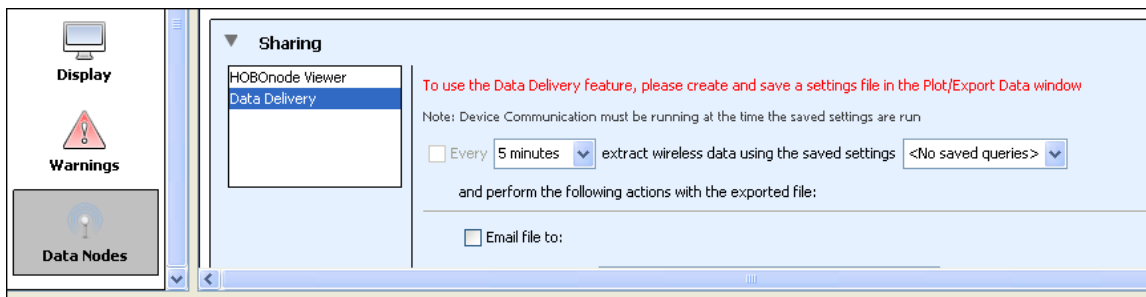 Display
Warnings
Data Nodes
Sharing
HOBOnode Viewer
Data Delivery
To use the Data Delivery feature, please create and save a settings file in the Plot/Export Data window
Note: Device Communication must be running at the time the saved settings are run
Every 5 minutes extract wireless data using the saved settings <No saved queries>
and perform the following actions with the exported file:
Email file to: